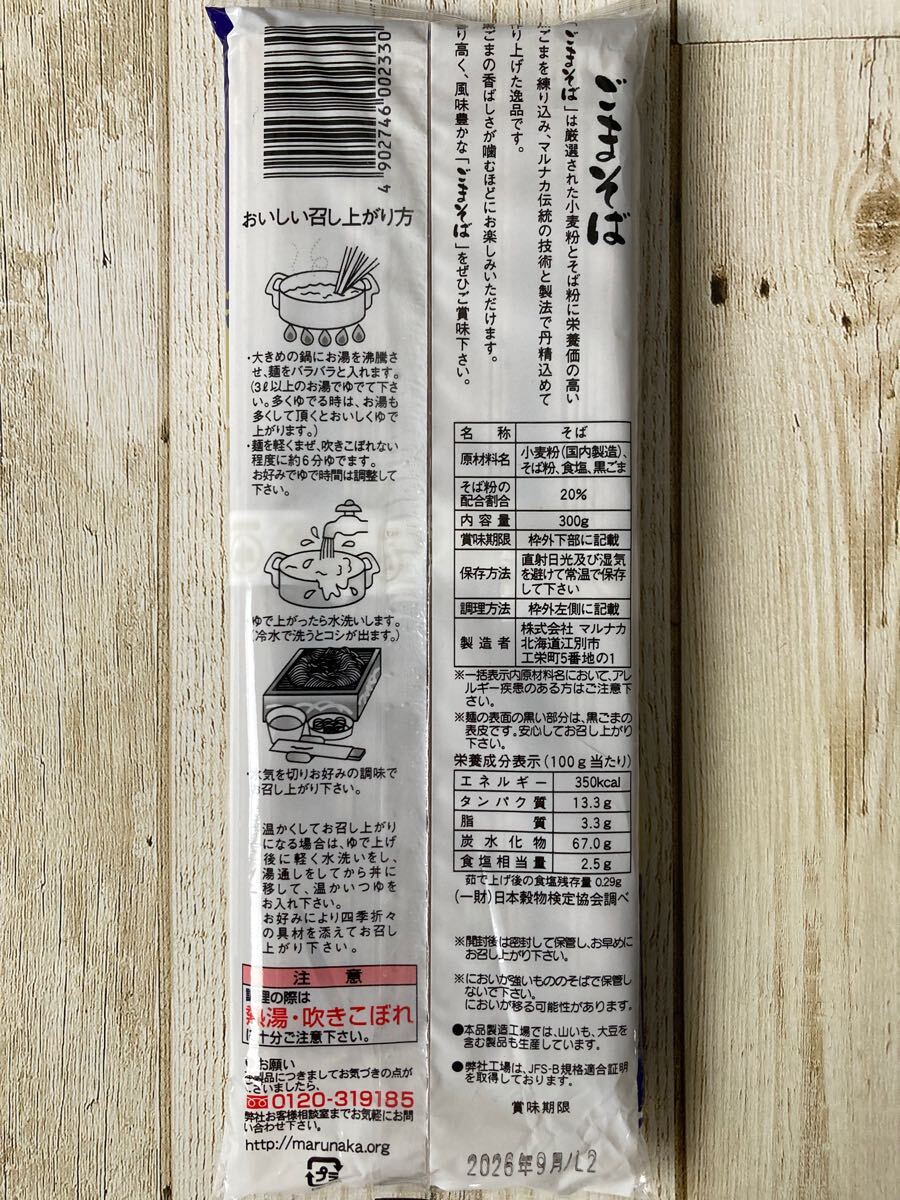 ごまそば
「ごまそば」は厳選された小麦粉とそば粉に栄養価の高い
ごまを練り込み、マルナカ伝統の技術と製法で丹精込めて
り上げた逸品です。
ごまの香ばしさが噛むほどにお楽しみいただけます。
り高く、風味豊かな「ごまそば」をぜひご賞味下さい。
4 902746 002330
おいしい召し上がり方
・大きめの鍋にお湯を沸騰さ
せ、麺をバラバラと入れます。
(3ℓ以上のお湯でゆでて下さ
い。多くゆでる時は、お湯も
多くして頂くとおいしくゆで
上がります。)
・麺を軽くまぜ、吹きこぼれない
程度に約6分ゆでます。
お好みでゆで時間は調整して
下さい。
ゆで上がったら水洗いします。
(冷水で洗うとコシが出ます。)
・水気を切りお好みの調味で
お召し上がり下さい。
温かくしてお召し上がり
になる場合は、ゆで上げ
後に軽く水洗いをし、
湯通しをしてから丼に
移して、温かいつゆを
お入れ下さい。
お好みにより四季折々
の具材を添えてお召し
上がり下さい。
注意
調理の際は
熱湯・吹きこぼれ
に十分ご注意下さい。
お願い
本製品につきましてお気づきの点が
ございましたら、
0120-319185
弊社お客様相談室までお気軽にお問
い合わせ下さい。
http://marunaka.org
プラ
名称 そば
原材料名 小麦粉(国内製造)、
そば粉、食塩、黒ごま
そば粉の
配合割合 20%
内容量 300g
賞味期限 枠外下部に記載
保存方法 直射日光及び湿気
を避けて常温で保存
して下さい
調理方法 枠外左側に記載
製造者 株式会社 マルナカ
北海道江別市
工栄町5番地の1
※一括表示内原材料名において、アレ
ルギー疾患のある方はご注意下
さい。
※麺の表面の黒い部分は、黒ごまの
表皮です。安心してお召し上がり
下さい。
栄養成分表示(100g当たり)
エネルギー 350kcal
タンパク質 13.3g
脂質 3.3g
炭水化物 67.0g
食塩相当量 2.5g
茹で上げ後の食塩残存量 0.29g
(一財)日本穀物検定協会調べ
※開封後は密封して保管し、お早めに
お召し上がり下さい。
※においが強いもののそばで保管し
ないで下さい。
においが移る可能性があります。
●本品製造工場では、山いも、大豆を
含む製品も生産しています。
●弊社工場は、JFS-B規格適合証明
を取得しております。
賞味期限
2026年9月/L2